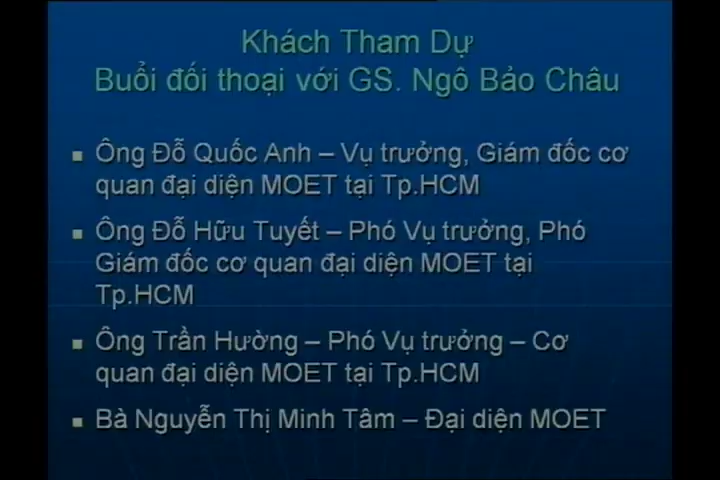 Khách Tham Dự
Buổi đối thoại với GS. Ngô Bảo Châu
Ông Đỗ Quốc Anh – Vụ trưởng, Giám đốc cơ
quan đại diện MOET tại Tp.HCM
Ông Đỗ Hữu Tuyết – Phó Vụ trưởng, Phó
Giám đốc cơ quan đại diện MOET tại
Tp.HCM
Ông Trần Hường – Phó Vụ trưởng – Cơ
quan đại diện MOET tại Tp.HCM
Bà Nguyễn Thị Minh Tâm – Đại diện MOET